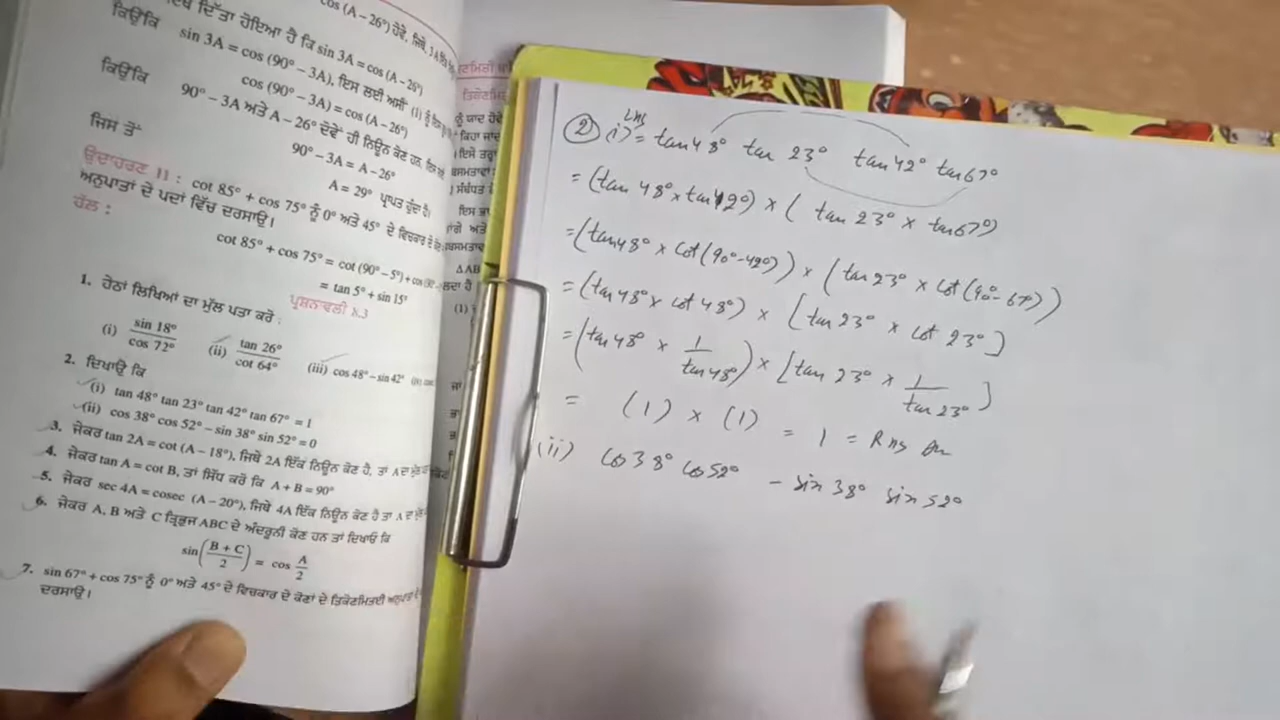 cos (A – 26°) ਹੋਵੇ, ਜਿਥੇ, 3A
ਦਿੱਤਾ ਹੋਇਆ ਹੈ ਕਿ sin 3A = cos (A – 26°)
ਕਿਉਂਕਿ sin 3A = cos (90° – 3A), ਇਸ ਲਈ ਅਸੀਂ (i) ਨੂੰ
cos (90° – 3A) = cos (A – 26°)
ਕਿਉਂਕਿ 90° – 3A ਅਤੇ A – 26° ਦੋਵੇਂ ਹੀ ਨਿਊਨ ਕੋਣ ਹਨ,
90° – 3A = A – 26°
ਜਿਸ ਤੋਂ A = 29° ਪ੍ਰਾਪਤ ਹੁੰਦਾ ਹੈ।
ਉਦਾਹਰਣ 11 : cot 85° + cos 75° ਨੂੰ 0° ਅਤੇ 45° ਦੇ ਵਿਚਕਾਰ ਦੇ
ਅਨੁਪਾਤਾਂ ਦੇ ਪਦਾਂ ਵਿੱਚ ਦਰਸਾਉ।
ਹੱਲ :
cot 85° + cos 75° = cot (90° – 5°) + cos
= tan 5° + sin 15°
ਪ੍ਰਸ਼ਨਾਵਲੀ 8.3
1. ਹੇਠਾਂ ਲਿਖਿਆਂ ਦਾ ਮੁੱਲ ਪਤਾ ਕਰੋ :
(i) sin 18° / cos 72° (ii) tan 26° / cot 64° (iii) cos 48° – sin 42°
2. ਦਿਖਾਉ ਕਿ
(i) tan 48° tan 23° tan 42° tan 67° = 1
(ii) cos 38° cos 52° – sin 38° sin 52° = 0
3. ਜੇਕਰ tan 2A = cot (A – 18°), ਜਿਥੇ 2A ਇੱਕ ਨਿਊਨ ਕੋਣ ਹੈ, ਤਾਂ A ਦਾ
4. ਜੇਕਰ tan A = cot B, ਤਾਂ ਸਿੱਧ ਕਰੋ ਕਿ A + B = 90°
5. ਜੇਕਰ sec 4A = cosec (A – 20°), ਜਿਥੇ 4A ਇੱਕ ਨਿਊਨ ਕੋਣ ਹੈ ਤਾਂ A ਦਾ
6. ਜੇਕਰ A, B ਅਤੇ C ਤ੍ਰਿਭੁਜ ABC ਦੇ ਅੰਦਰੂਨੀ ਕੋਣ ਹਨ ਤਾਂ ਦਿਖਾਓ ਕਿ
sin((B + C)/2) = cos A/2
7. sin 67° + cos 75° ਨੂੰ 0° ਅਤੇ 45° ਦੇ ਵਿਚਕਾਰ ਦੇ ਕੋਣਾਂ ਦੇ ਤਿਕੋਣਮਿਤਈ
ਦਰਸਾਉ।
ΔAB
② (i) LHS = tan 48° tan 23° tan 42° tan 67°
= (tan 48° × tan 42°) × ( tan 23° × tan 67°)
= (tan 48° × cot (90°-42°)) × (tan 23° × cot (90°-67°))
= (tan 48° × cot 48°) × [tan 23° × cot 23°]
= (tan 48° × 1/tan 48°) × [tan 23° × 1/tan 23°]
= (1) × (1) = 1 = RHS
(ii) cos 38° cos 52° - sin 38° sin 52°